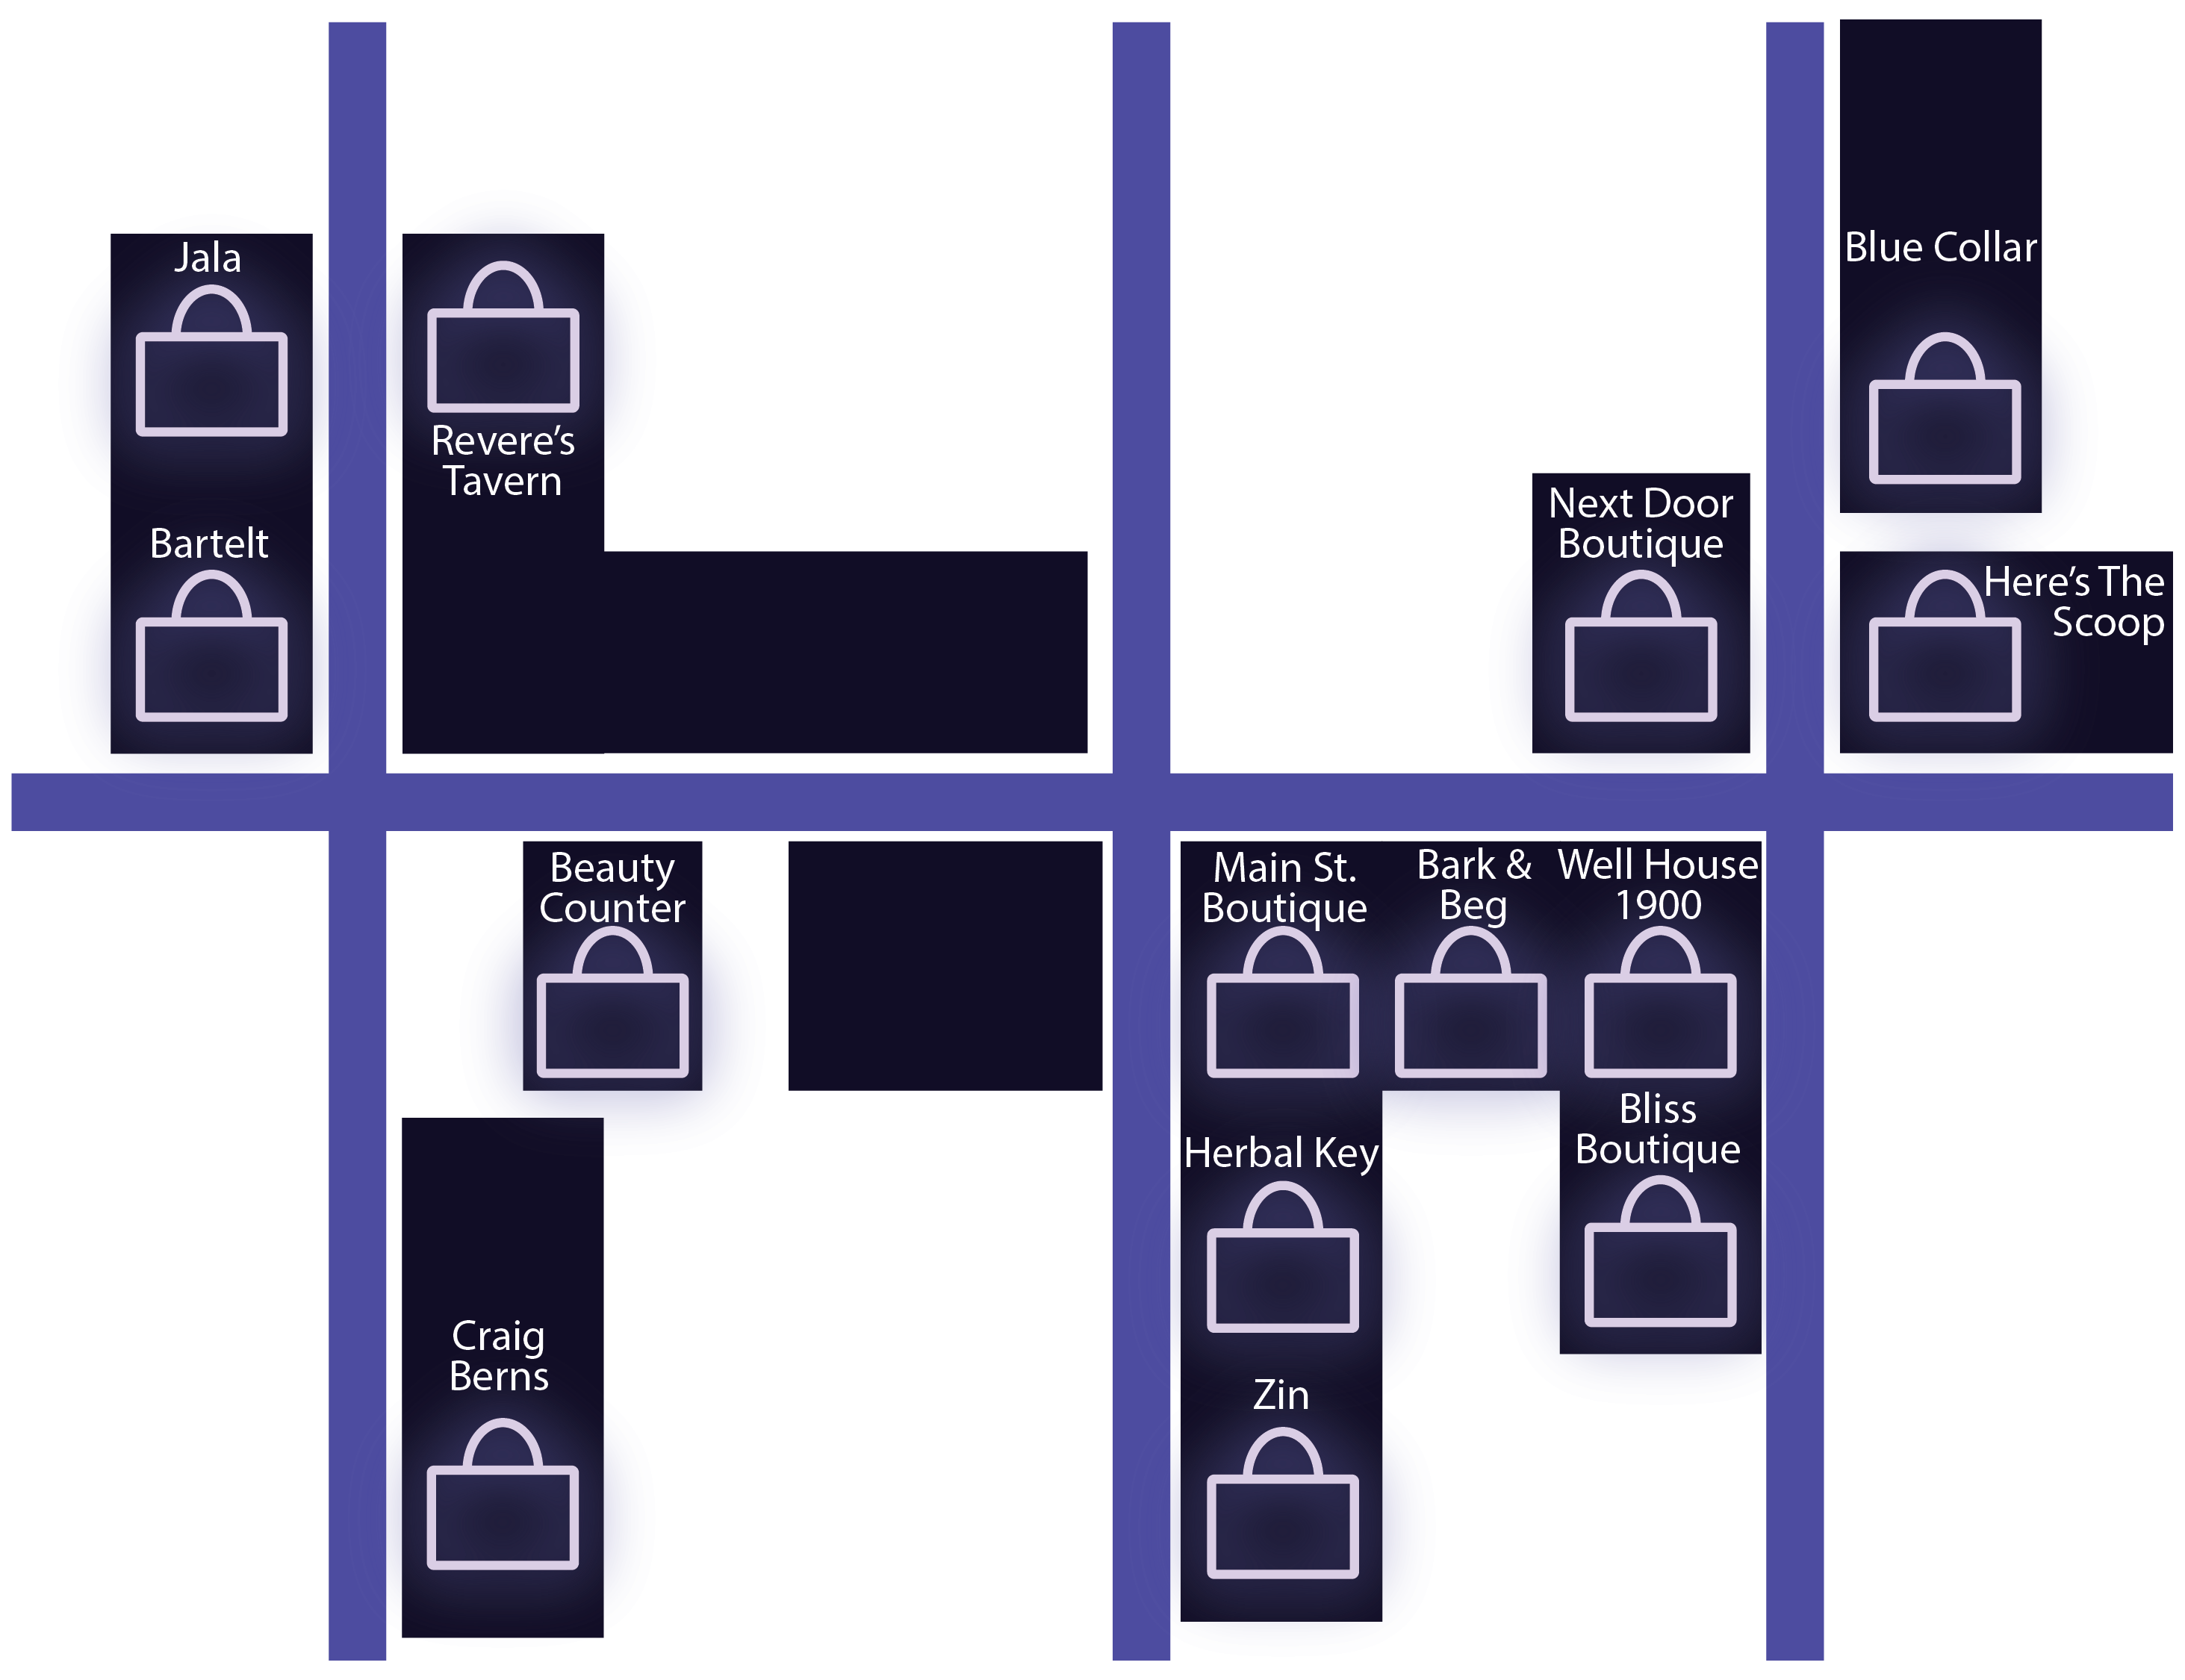 Jala
Bartelt
Revere’s
Tavern
Blue Collar
Next Door
Boutique
Here’s The
Scoop
Beauty
Counter
Main St.
Boutique
Bark &
Beg
Well House
1900
Herbal Key
Bliss
Boutique
Craig
Berns
Zin